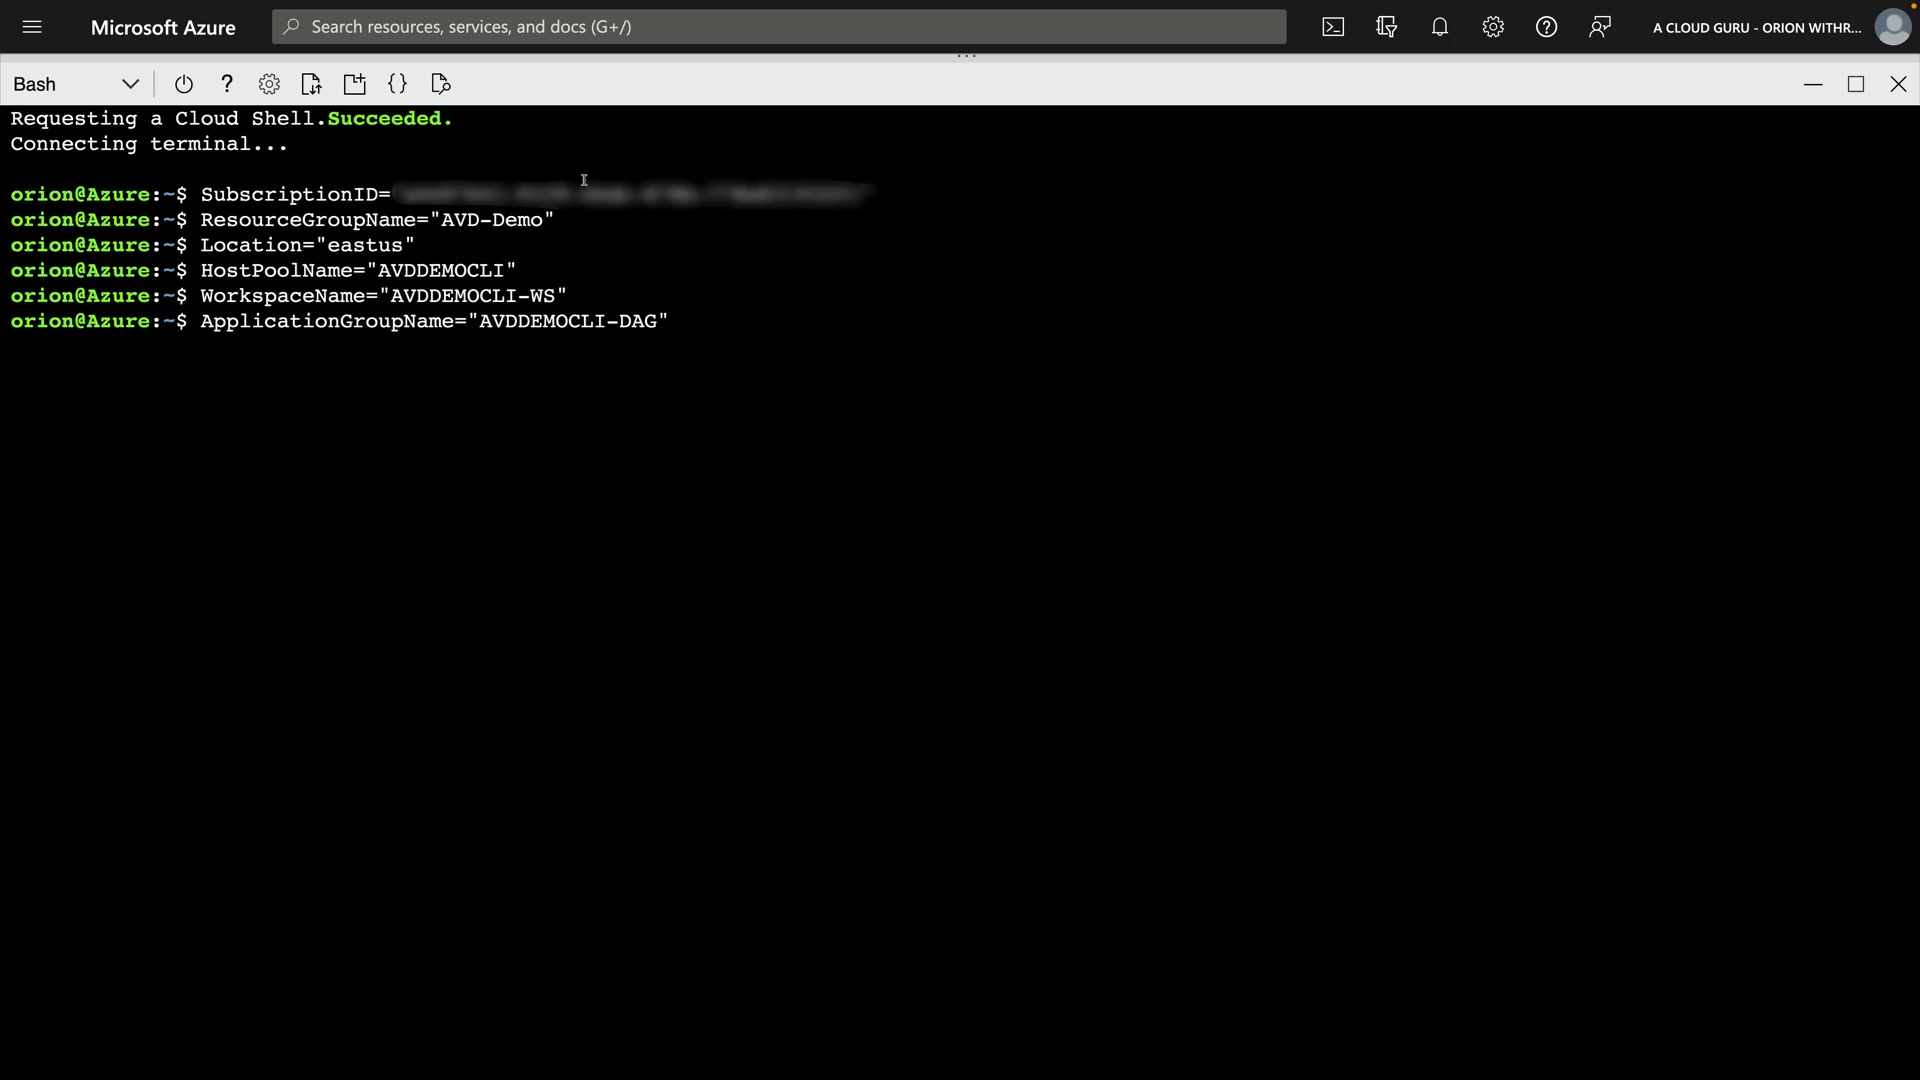 Microsoft Azure
Search resources, services, and docs (G+/)
A CLOUD GURU - ORION WITHR...
Bash
Requesting a Cloud Shell.Succeeded.
Connecting terminal...
orion@Azure:~$ SubscriptionID=
orion@Azure:~$ ResourceGroupName="AVD-Demo"
orion@Azure:~$ Location="eastus"
orion@Azure:~$ HostPoolName="AVDDEMOCLI"
orion@Azure:~$ WorkspaceName="AVDDEMOCLI-WS"
orion@Azure:~$ ApplicationGroupName="AVDDEMOCLI-DAG"